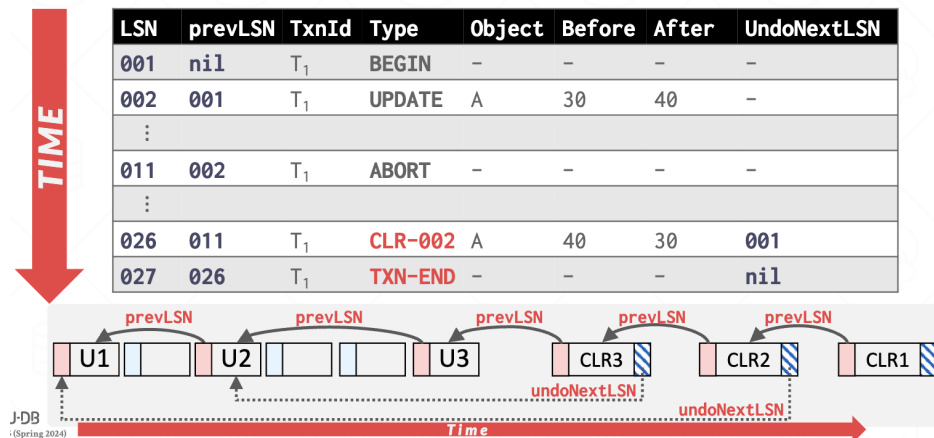 LSN prevLSN TxnId Type Object Before After UndoNextLSN
001 nil T₁ BEGIN - - - -
002 001 T₁ UPDATE A 30 40 -
⋮
011 002 T₁ ABORT - - - -
⋮
026 011 T₁ CLR-002 A 40 30 001
027 026 T₁ TXN-END - - - nil
TIME
prevLSN prevLSN prevLSN prevLSN prevLSN
U1 U2 U3 CLR3 CLR2 CLR1
undoNextLSN
undoNextLSN
J·DB
(Spring 2024)
Time